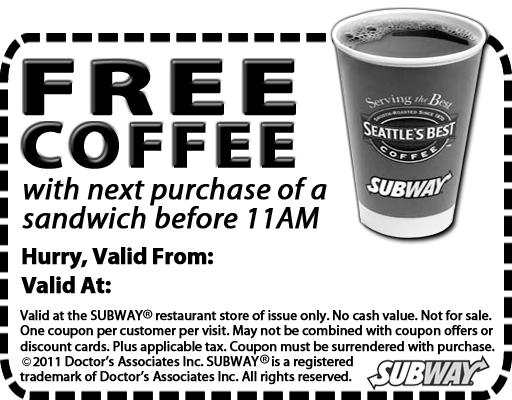 FREE
COFFEE
with next purchase of a
sandwich before 11AM
Hurry, Valid From:
Valid At:
Serving the Best
SMOOTH-ROASTED SINCE 1970
SEATTLE'S BEST
COFFEE
SUBWAY
Valid at the SUBWAY® restaurant store of issue only. No cash value. Not for sale.
One coupon per customer per visit. May not be combined with coupon offers or
discount cards. Plus applicable tax. Coupon must be surrendered with purchase.
©2011 Doctor's Associates Inc. SUBWAY® is a registered
trademark of Doctor's Associates Inc. All rights reserved.
SUBWAY